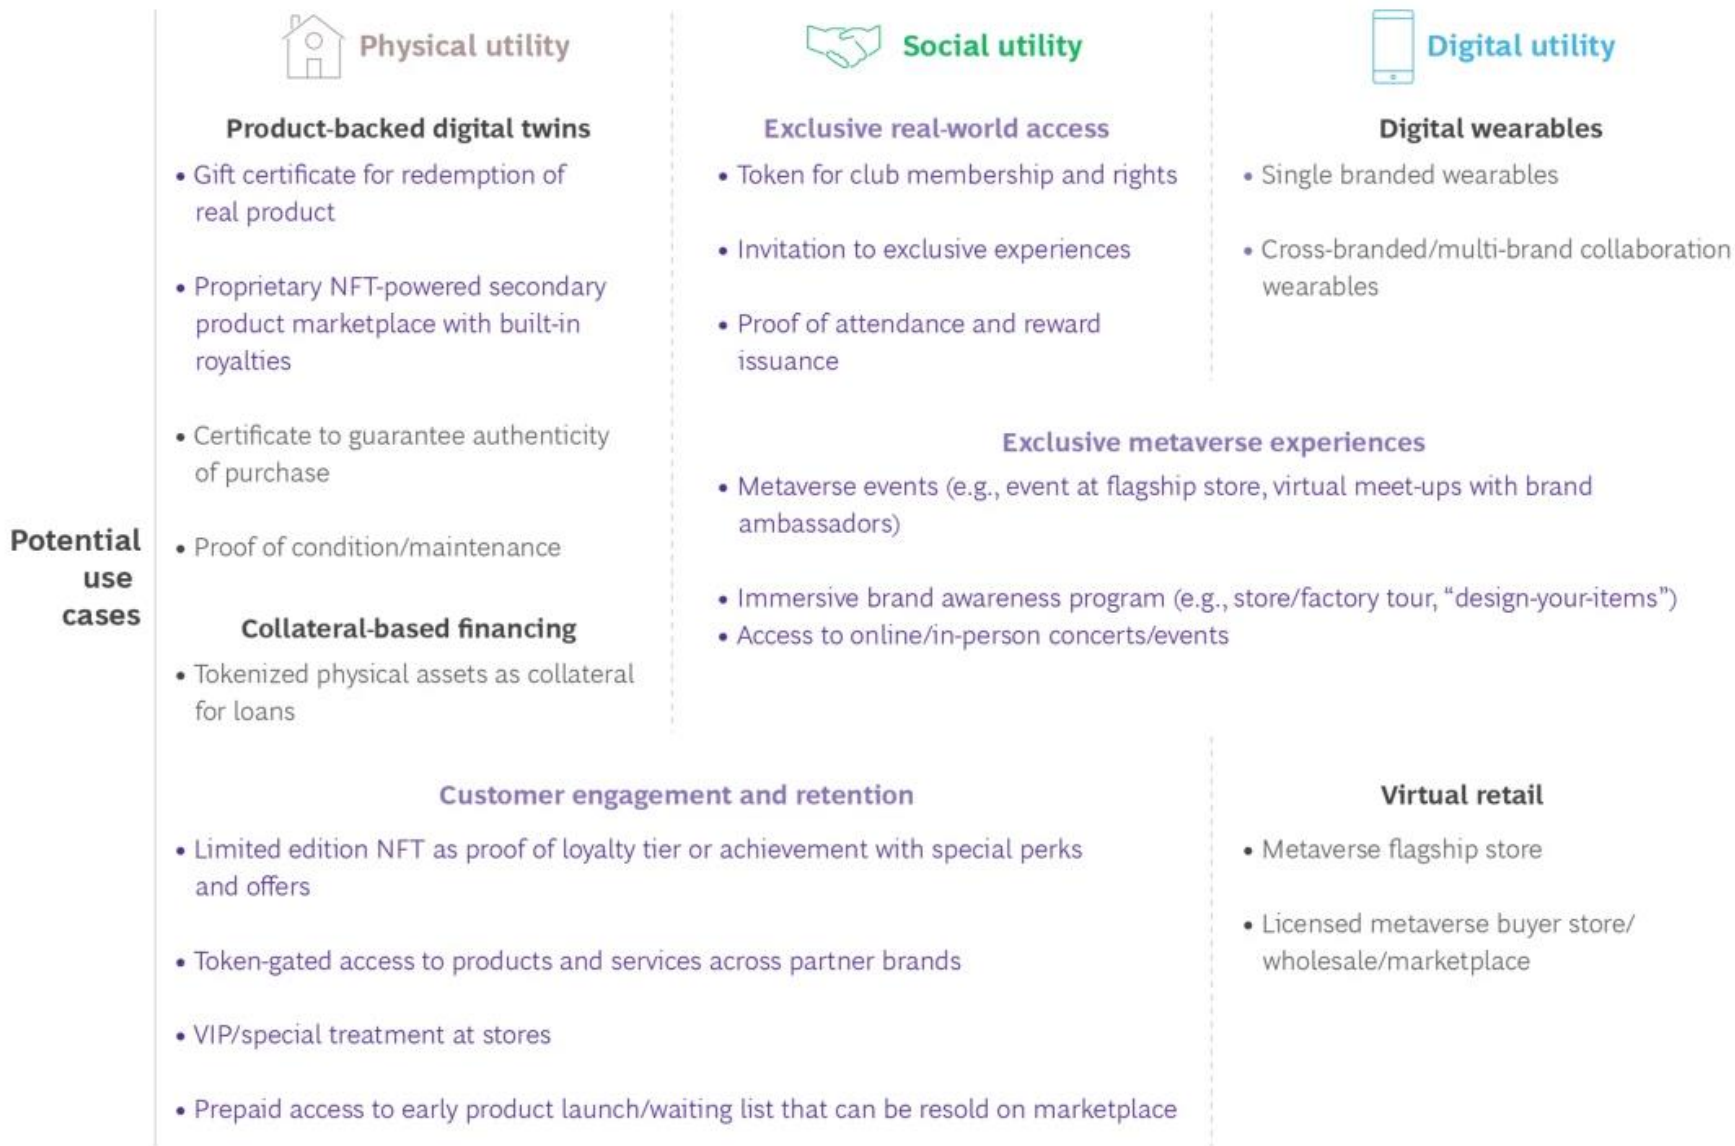 Physical utility
Social utility
Digital utility
Potential
use
cases
Product-backed digital twins
• Gift certificate for redemption of
real product
• Proprietary NFT-powered secondary
product marketplace with built-in
royalties
• Certificate to guarantee authenticity
of purchase
• Proof of condition/maintenance
Collateral-based financing
• Tokenized physical assets as collateral
for loans
Exclusive real-world access
• Token for club membership and rights
• Invitation to exclusive experiences
• Proof of attendance and reward
issuance
Digital wearables
• Single branded wearables
• Cross-branded/multi-brand collaboration
wearables
Exclusive metaverse experiences
• Metaverse events (e.g., event at flagship store, virtual meet-ups with brand
ambassadors)
• Immersive brand awareness program (e.g., store/factory tour, “design-your-items”)
• Access to online/in-person concerts/events
Customer engagement and retention
• Limited edition NFT as proof of loyalty tier or achievement with special perks
and offers
• Token-gated access to products and services across partner brands
• VIP/special treatment at stores
• Prepaid access to early product launch/waiting list that can be resold on marketplace
Virtual retail
• Metaverse flagship store
• Licensed metaverse buyer store/
wholesale/marketplace